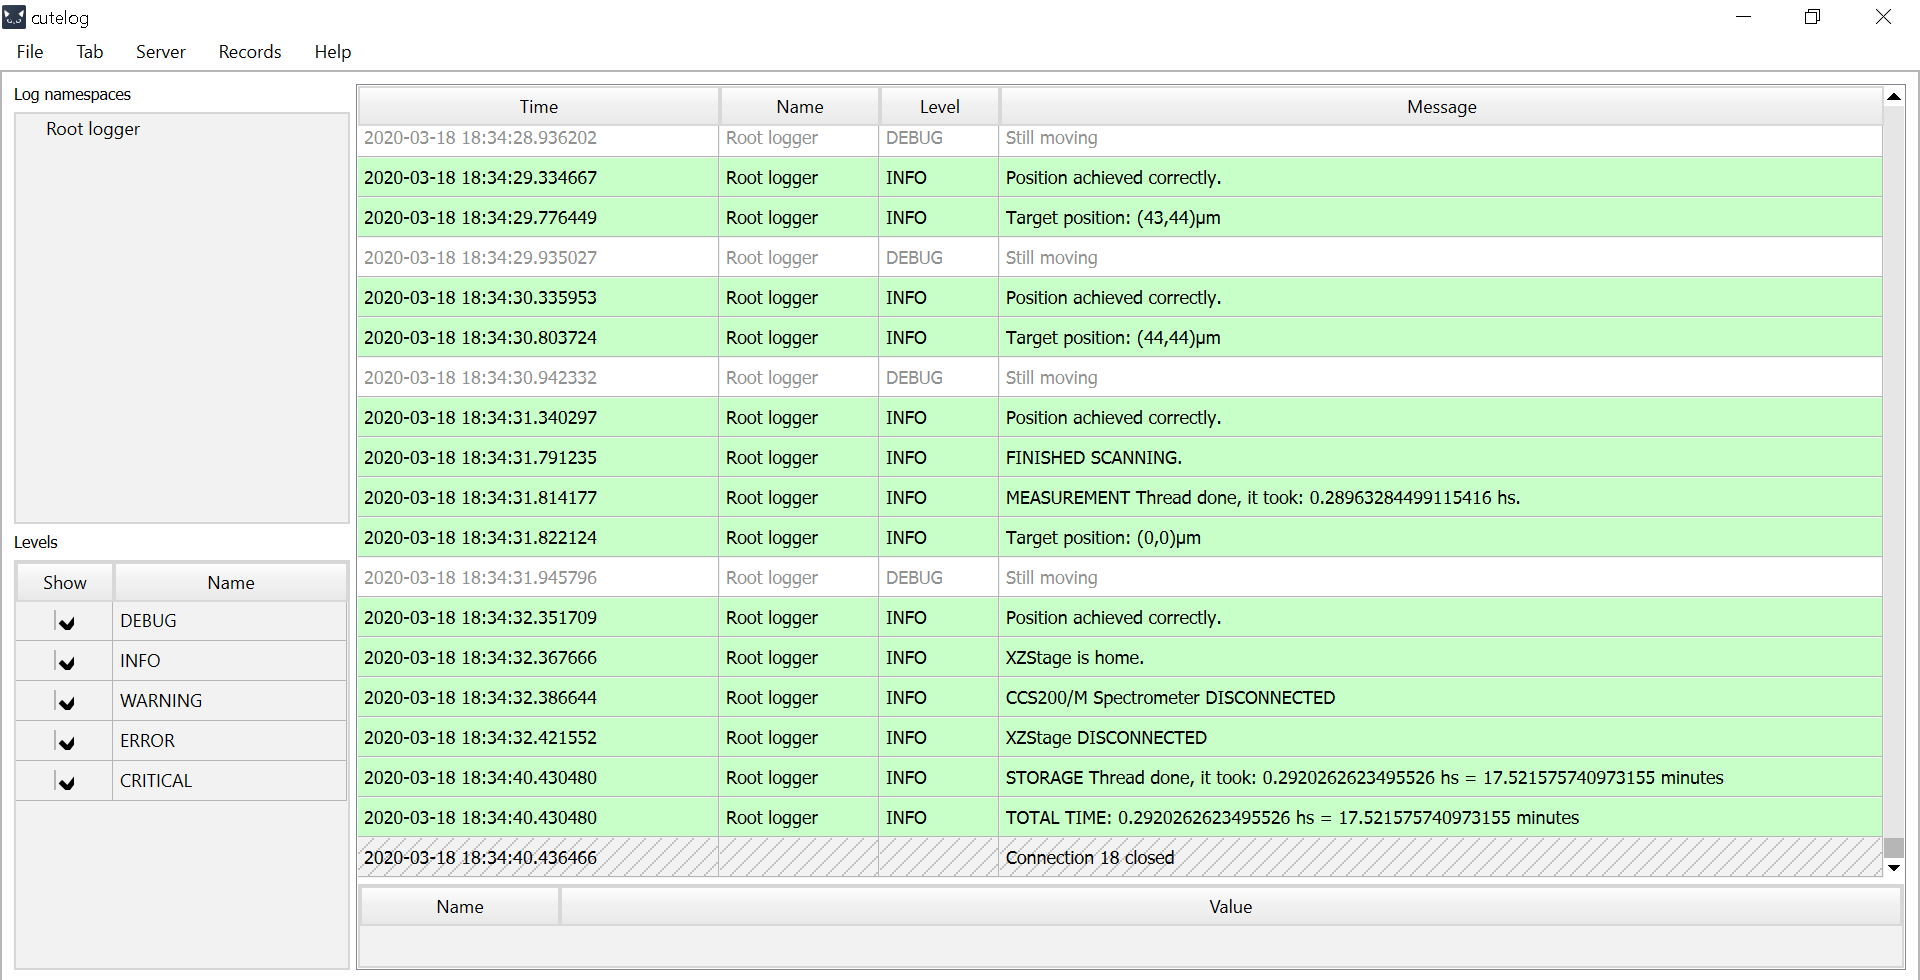 cutelog
File Tab Server Records Help
Log namespaces
Root logger
Levels
Show Name
DEBUG
INFO
WARNING
ERROR
CRITICAL
Time Name Level Message
2020-03-18 18:34:28.936202 Root logger DEBUG Still moving
2020-03-18 18:34:29.334667 Root logger INFO Position achieved correctly.
2020-03-18 18:34:29.776449 Root logger INFO Target position: (43,44)µm
2020-03-18 18:34:29.935027 Root logger DEBUG Still moving
2020-03-18 18:34:30.335953 Root logger INFO Position achieved correctly.
2020-03-18 18:34:30.803724 Root logger INFO Target position: (44,44)µm
2020-03-18 18:34:30.942332 Root logger DEBUG Still moving
2020-03-18 18:34:31.340297 Root logger INFO Position achieved correctly.
2020-03-18 18:34:31.791235 Root logger INFO FINISHED SCANNING.
2020-03-18 18:34:31.814177 Root logger INFO MEASUREMENT Thread done, it took: 0.28963284499115416 hs.
2020-03-18 18:34:31.822124 Root logger INFO Target position: (0,0)µm
2020-03-18 18:34:31.945796 Root logger DEBUG Still moving
2020-03-18 18:34:32.351709 Root logger INFO Position achieved correctly.
2020-03-18 18:34:32.367666 Root logger INFO XZStage is home.
2020-03-18 18:34:32.386644 Root logger INFO CCS200/M Spectrometer DISCONNECTED
2020-03-18 18:34:32.421552 Root logger INFO XZStage DISCONNECTED
2020-03-18 18:34:40.430480 Root logger INFO STORAGE Thread done, it took: 0.2920262623495526 hs = 17.521575740973155 minutes
2020-03-18 18:34:40.430480 Root logger INFO TOTAL TIME: 0.2920262623495526 hs = 17.521575740973155 minutes
2020-03-18 18:34:40.436466 Connection 18 closed
Name Value